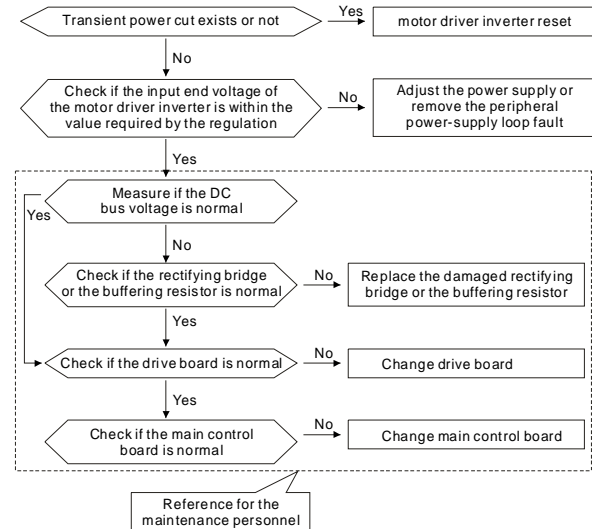 Transient power cut exists or not
Yes
motor driver inverter reset
No
Check if the input end voltage of
the motor driver inverter is within the
value required by the regulation
No
Adjust the power supply or
remove the peripheral
power-supply loop fault
Yes
Measure if the DC
bus voltage is normal
Yes
No
Check if the rectifying bridge
or the buffering resistor is normal
No
Replace the damaged rectifying
bridge or the buffering resistor
Yes
Check if the drive board is normal
No
Change drive board
Yes
Check if the main control
board is normal
No
Change main control board
Reference for the
maintenance personnel